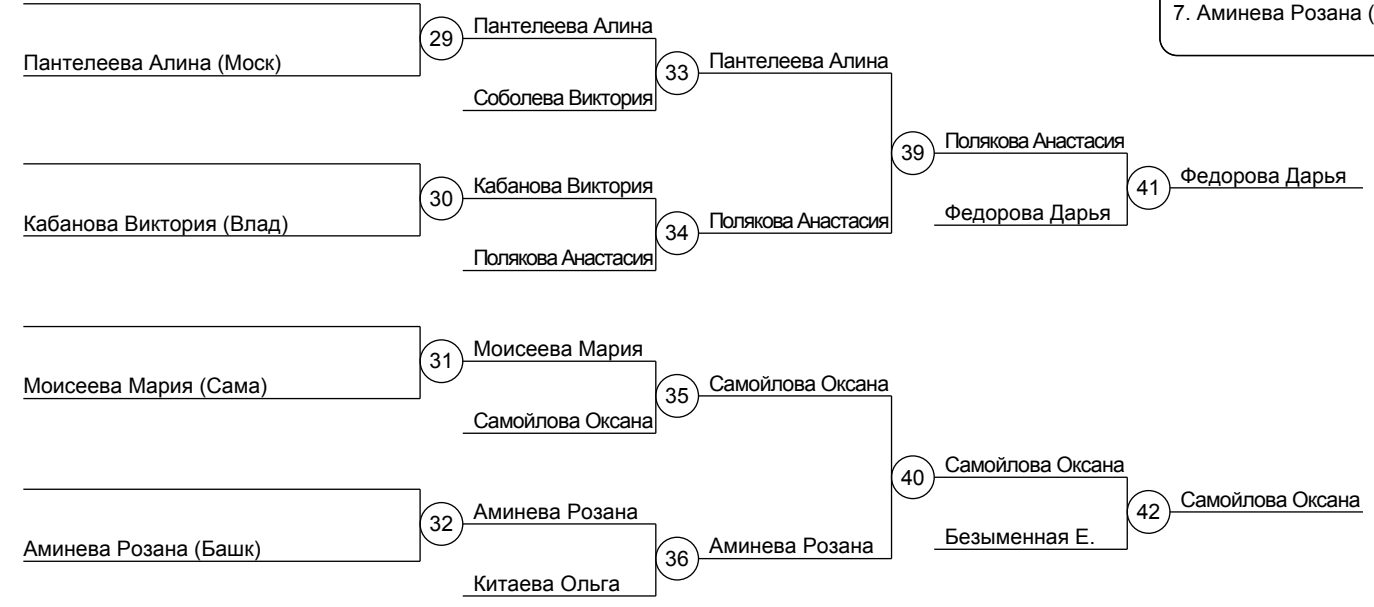 7. Аминева Розана (
Пантелеева Алина (Моск)
29
Пантелеева Алина
Соболева Виктория
33
Пантелеева Алина
Кабанова Виктория (Влад)
30
Кабанова Виктория
Полякова Анастасия
34
Полякова Анастасия
39
Полякова Анастасия
Федорова Дарья
41
Федорова Дарья
Моисеева Мария (Сама)
31
Моисеева Мария
Самойлова Оксана
35
Самойлова Оксана
Аминева Розана (Башк)
32
Аминева Розана
Китаева Ольга
36
Аминева Розана
40
Самойлова Оксана
Безыменная Е.
42
Самойлова Оксана